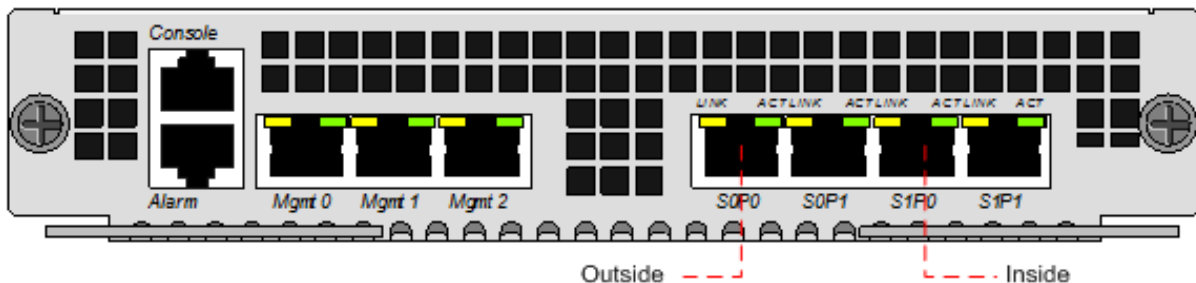 Console
LINK ACT LINK ACT LINK ACT LINK ACT
Alarm Mgmt 0 Mgmt 1 Mgmt 2 S0P0 S0P1 S1P0 S1P1
Outside Inside